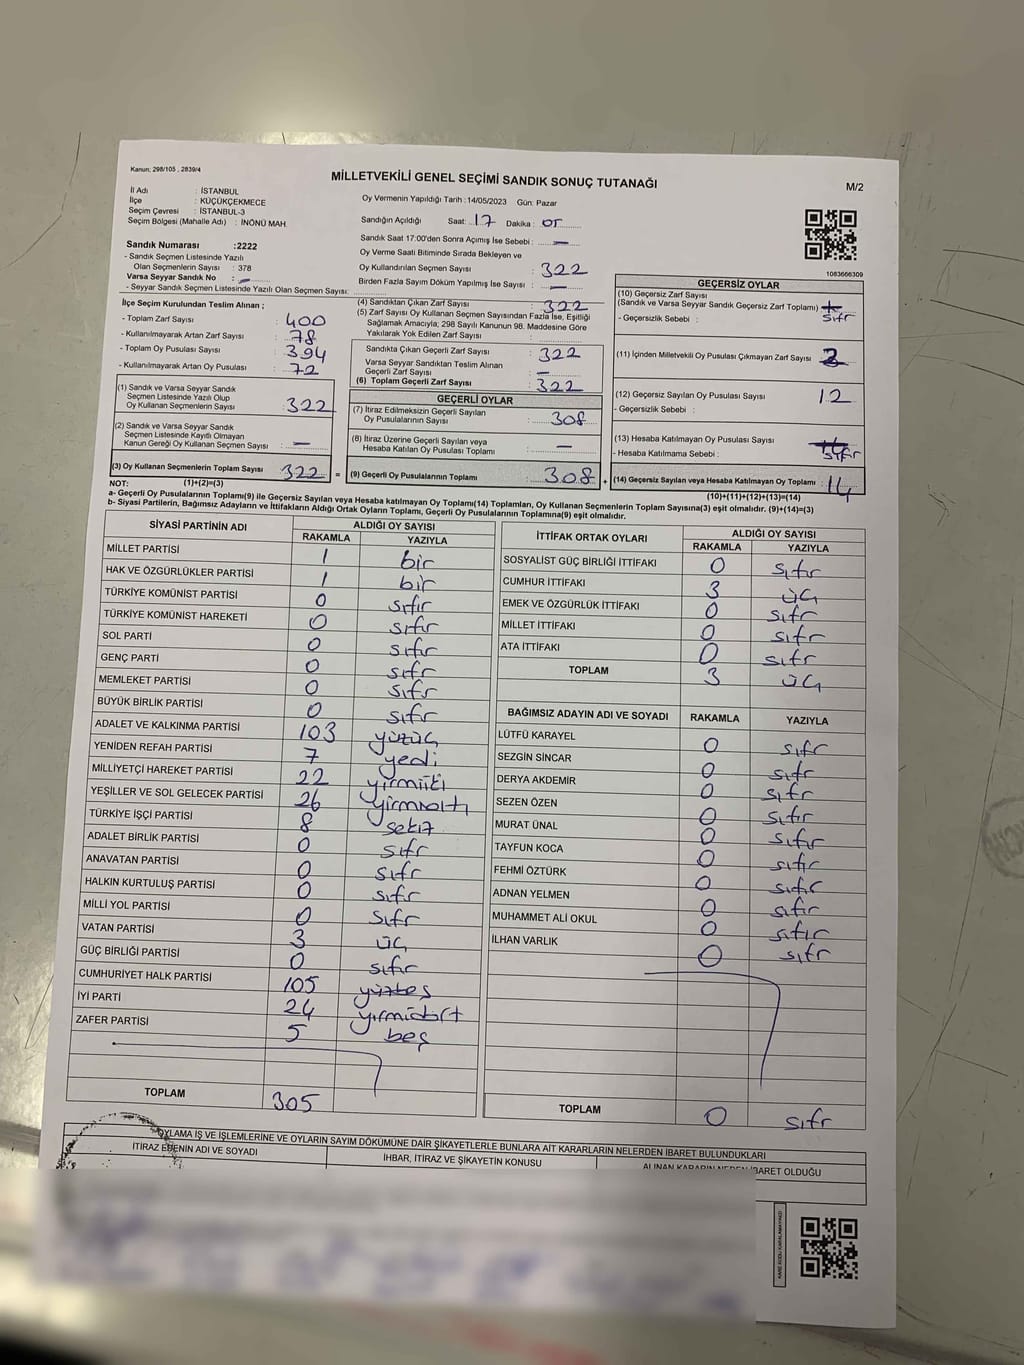 Kanun: 298/105 , 2839/4
MİLLETVEKİLİ GENEL SEÇİMİ SANDIK SONUÇ TUTANAĞI
M/2
İl Adı : İSTANBUL
İlçe : KÜÇÜKÇEKMECE
Seçim Çevresi : İSTANBUL-3
Seçim Bölgesi (Mahalle Adı) : İNÖNÜ MAH.
Oy Vermenin Yapıldığı Tarih : 14/05/2023 Gün: Pazar
Sandığın Açıldığı Saat: 17 Dakika:
Sandık Saat 17:00'den Sonra Açımış İse Sebebi : —
Oy Verme Saati Bitiminde Sırada Bekleyen ve
Oy Kullandırılan Seçmen Sayısı : 322
Birden Fazla Sayım Döküm Yapılmış İse Sayısı : —
1083666309
Sandık Numarası :2222
- Sandık Seçmen Listesinde Yazılı
Olan Seçmenlerin Sayısı : 378
Varsa Seyyar Sandık No : —
- Seyyar Sandık Seçmen Listesinde Yazılı Olan Seçmen Sayısı:
İlçe Seçim Kurulundan Teslim Alınan ;
- Toplam Zarf Sayısı : 400
- Kullanılmayarak Artan Zarf Sayısı : 78
- Toplam Oy Pusulası Sayısı : 394
- Kullanılmayarak Artan Oy Pusulası : 72
(1) Sandık ve Varsa Seyyar Sandık
Seçmen Listesinde Yazılı Olup
Oy Kullanan Seçmenlerin Sayısı : 322
(2) Sandık ve Varsa Seyyar Sandık
Seçmen Listesinde Kayıtlı Olmayan
Kanun Gereği Oy Kullanan Seçmen Sayısı : —
(3) Oy Kullanan Seçmenlerin Toplam Sayısı : 322 =
(4) Sandıktan Çıkan Zarf Sayısı : 322
(5) Zarf Sayısı Oy Kullanan Seçmen Sayısından Fazla İse, Eşitliği
Sağlamak Amacıyla, 298 Sayılı Kanunun 98. Maddesine Göre
Yakılarak Yok Edilen Zarf Sayısı :
Sandıkta Çıkan Geçerli Zarf Sayısı : 322
Varsa Seyyar Sandıktan Teslim Alınan
Geçerli Zarf Sayısı : —
(6) Toplam Geçerli Zarf Sayısı : 322
GEÇERLİ OYLAR
(7) İtiraz Edilmeksizin Geçerli Sayılan
Oy Pusulalarının Sayısı : 308
(8) İtiraz Üzerine Geçerli Sayılan veya
Hesaba Katılan Oy Pusulası Toplamı : —
(9) Geçerli Oy Pusulalarının Toplamı : 308 +
GEÇERSİZ OYLAR
(10) Geçersiz Zarf Sayısı
(Sandık ve Varsa Seyyar Sandık Geçersiz Zarf Toplamı) : sıfır
- Geçersizlik Sebebi :
(11) İçinden Milletvekili Oy Pusulası Çıkmayan Zarf Sayısı : 2
(12) Geçersiz Sayılan Oy Pusulası Sayısı : 12
- Geçersizlik Sebebi :
(13) Hesaba Katılmayan Oy Pusulası Sayısı : sıfır
- Hesaba Katılmama Sebebi :
(14) Geçersiz Sayılan veya Hesaba Katılmayan Oy Toplamı : 14
NOT: (1)+(2)=(3)
(10)+(11)+(12)+(13)=(14)
a- Geçerli Oy Pusulalarının Toplamı(9) ile Geçersiz Sayılan veya Hesaba katılmayan Oy Toplamı(14) Toplamları, Oy Kullanan Seçmenlerin Toplam Sayısına(3) eşit olmalıdır. (9)+(14)=(3)
b- Siyasi Partilerin, Bağımsız Adayların ve İttifakların Aldığı Ortak Oyların Toplamı, Geçerli Oy Pusulalarının Toplamına(9) eşit olmalıdır.
SİYASİ PARTİNİN ADI ALDIĞI OY SAYISI
RAKAMLA YAZIYLA
MİLLET PARTİSİ 1 bir
HAK VE ÖZGÜRLÜKLER PARTİSİ 1 bir
TÜRKİYE KOMÜNİST PARTİSİ 0 sıfır
TÜRKİYE KOMÜNİST HAREKETİ 0 sıfır
SOL PARTİ 0 sıfır
GENÇ PARTİ 0 sıfır
MEMLEKET PARTİSİ 0 sıfır
BÜYÜK BİRLİK PARTİSİ 0 sıfır
ADALET VE KALKINMA PARTİSİ 103 yüzüç
YENİDEN REFAH PARTİSİ 7 yedi
MİLLİYETÇİ HAREKET PARTİSİ 22 yirmiiki
YEŞİLLER VE SOL GELECEK PARTİSİ 26 yirmialtı
TÜRKİYE İŞÇİ PARTİSİ 8 sekiz
ADALET BİRLİK PARTİSİ 0 sıfır
ANAVATAN PARTİSİ 0 sıfır
HALKIN KURTULUŞ PARTİSİ 0 sıfır
MİLLİ YOL PARTİSİ 0 sıfır
VATAN PARTİSİ 3 üç
GÜÇ BİRLİĞİ PARTİSİ 0 sıfır
CUMHURİYET HALK PARTİSİ 105 yüzbeş
İYİ PARTİ 24 yirmidört
ZAFER PARTİSİ 5 beş
TOPLAM 305
İTTİFAK ORTAK OYLARI ALDIĞI OY SAYISI
RAKAMLA YAZIYLA
SOSYALİST GÜÇ BİRLİĞİ İTTİFAKI 0 sıfır
CUMHUR İTTİFAKI 3 üç
EMEK VE ÖZGÜRLÜK İTTİFAKI 0 sıfır
MİLLET İTTİFAKI 0 sıfır
ATA İTTİFAKI 0 sıfır
TOPLAM 3 üç
BAĞIMSIZ ADAYIN ADI VE SOYADI RAKAMLA YAZIYLA
LÜTFÜ KARAYEL 0 sıfır
SEZGİN SİNCAR 0 sıfır
DERYA AKDEMİR 0 sıfır
SEZEN ÖZEN 0 sıfır
MURAT ÜNAL 0 sıfır
TAYFUN KOCA 0 sıfır
FEHMİ ÖZTÜRK 0 sıfır
ADNAN YELMEN 0 sıfır
MUHAMMET ALİ OKUL 0 sıfır
İLHAN VARLIK 0 sıfır
TOPLAM 0 sıfır
OYLAMA İŞ VE İŞLEMLERİNE VE OYLARIN SAYIM DÖKÜMÜNE DAİR ŞİKAYETLERLE BUNLARA AİT KARARLARIN NELERDEN İBARET BULUNDUKLARI
İTİRAZ EDENİN ADI VE SOYADI İHBAR, İTİRAZ VE ŞİKAYETİN KONUSU ALINAN KARARIN NEDEN İBARET OLDUĞU
KARE KODU KARALAMAYINIZ!